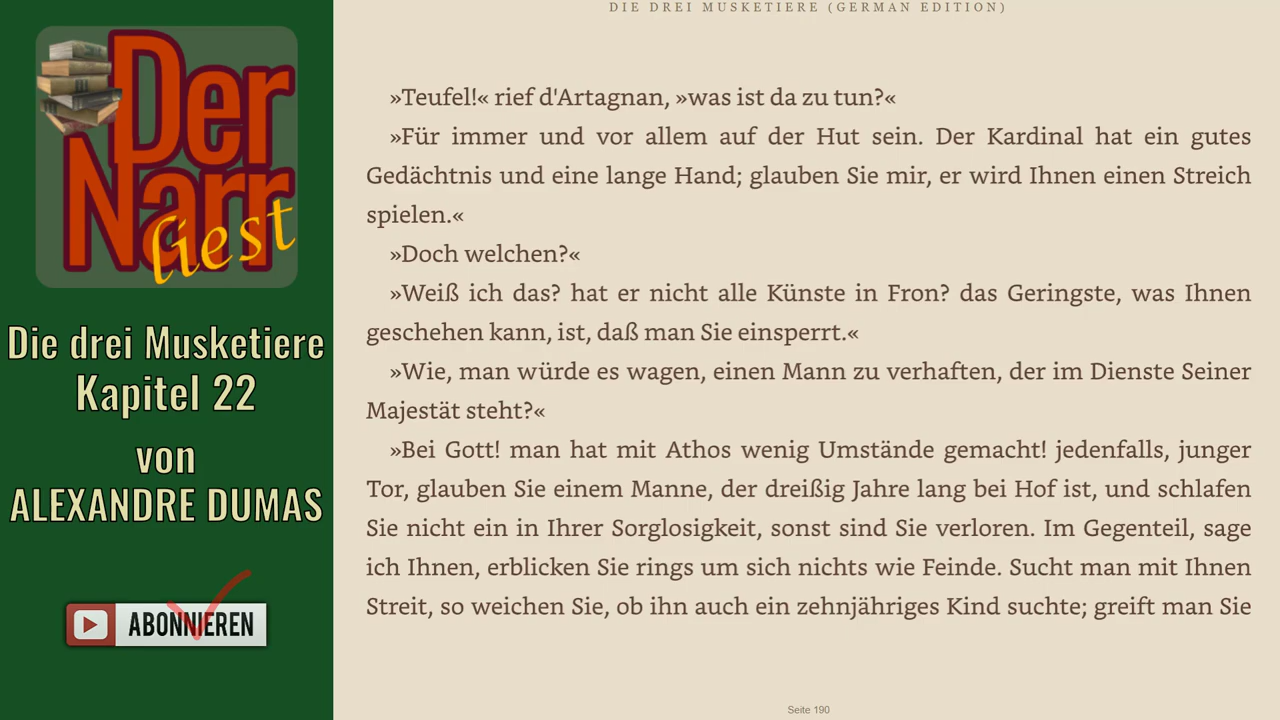 Der
Narr
liest
Die drei Musketiere
Kapitel 22
von
ALEXANDRE DUMAS
ABONNIEREN
DIE DREI MUSKETIERE (GERMAN EDITION)
»Teufel!« rief d'Artagnan, »was ist da zu tun?«
»Für immer und vor allem auf der Hut sein. Der Kardinal hat ein gutes
Gedächtnis und eine lange Hand; glauben Sie mir, er wird Ihnen einen Streich
spielen.«
»Doch welchen?«
»Weiß ich das? hat er nicht alle Künste in Fron? das Geringste, was Ihnen
geschehen kann, ist, daß man Sie einsperrt.«
»Wie, man würde es wagen, einen Mann zu verhaften, der im Dienste Seiner
Majestät steht?«
»Bei Gott! man hat mit Athos wenig Umstände gemacht! jedenfalls, junger
Tor, glauben Sie einem Manne, der dreißig Jahre lang bei Hof ist, und schlafen
Sie nicht ein in Ihrer Sorglosigkeit, sonst sind Sie verloren. Im Gegenteil, sage
ich Ihnen, erblicken Sie rings um sich nichts wie Feinde. Sucht man mit Ihnen
Streit, so weichen Sie, ob ihn auch ein zehnjähriges Kind suchte; greift man Sie
Seite 190